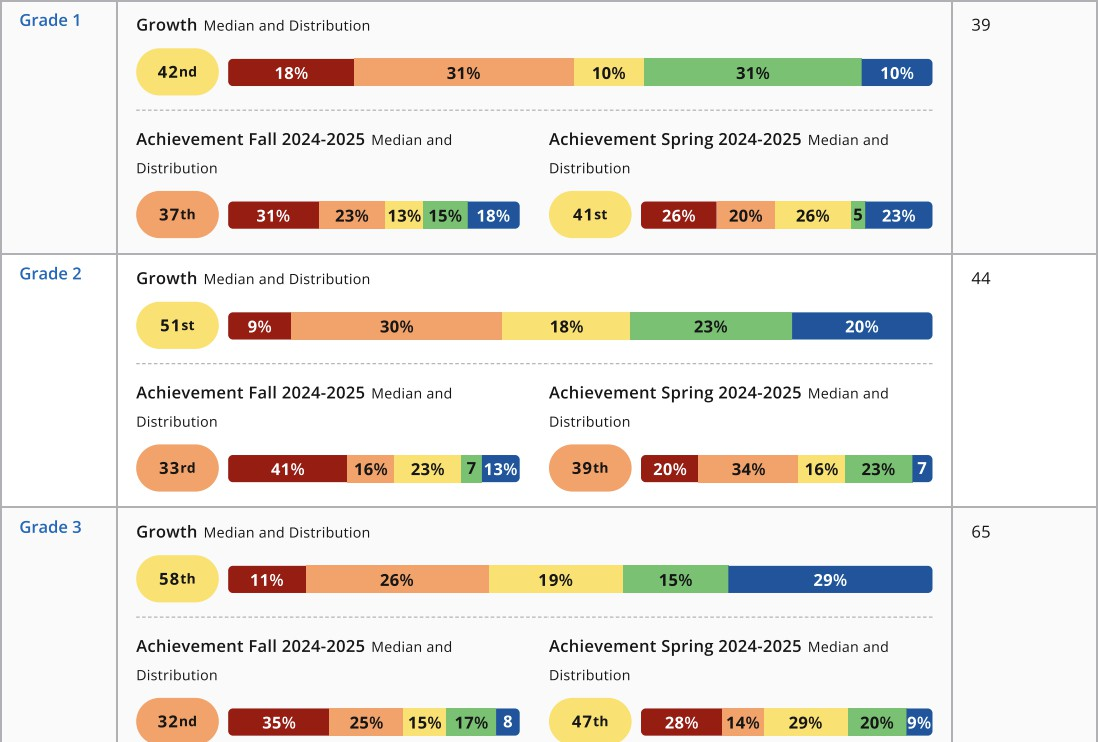 Grade 1
Growth Median and Distribution
39
42nd
18% 31% 10% 31% 10%
Achievement Fall 2024-2025 Median and
Distribution
37th
31% 23% 13% 15% 18%
Achievement Spring 2024-2025 Median and
Distribution
41st
26% 20% 26% 5 23%
Grade 2
Growth Median and Distribution
44
51st
9% 30% 18% 23% 20%
Achievement Fall 2024-2025 Median and
Distribution
33rd
41% 16% 23% 7 13%
Achievement Spring 2024-2025 Median and
Distribution
39th
20% 34% 16% 23% 7
Grade 3
Growth Median and Distribution
65
58th
11% 26% 19% 15% 29%
Achievement Fall 2024-2025 Median and
Distribution
32nd
35% 25% 15% 17% 8
Achievement Spring 2024-2025 Median and
Distribution
47th
28% 14% 29% 20% 9%